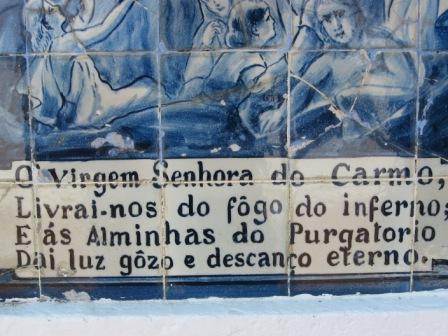 O Virgem Senhora do Carmo,
Livrai-nos do fôgo do inferno;
E ás Alminhas do Purgatorio
Dai luz gôzo e descanço eterno.